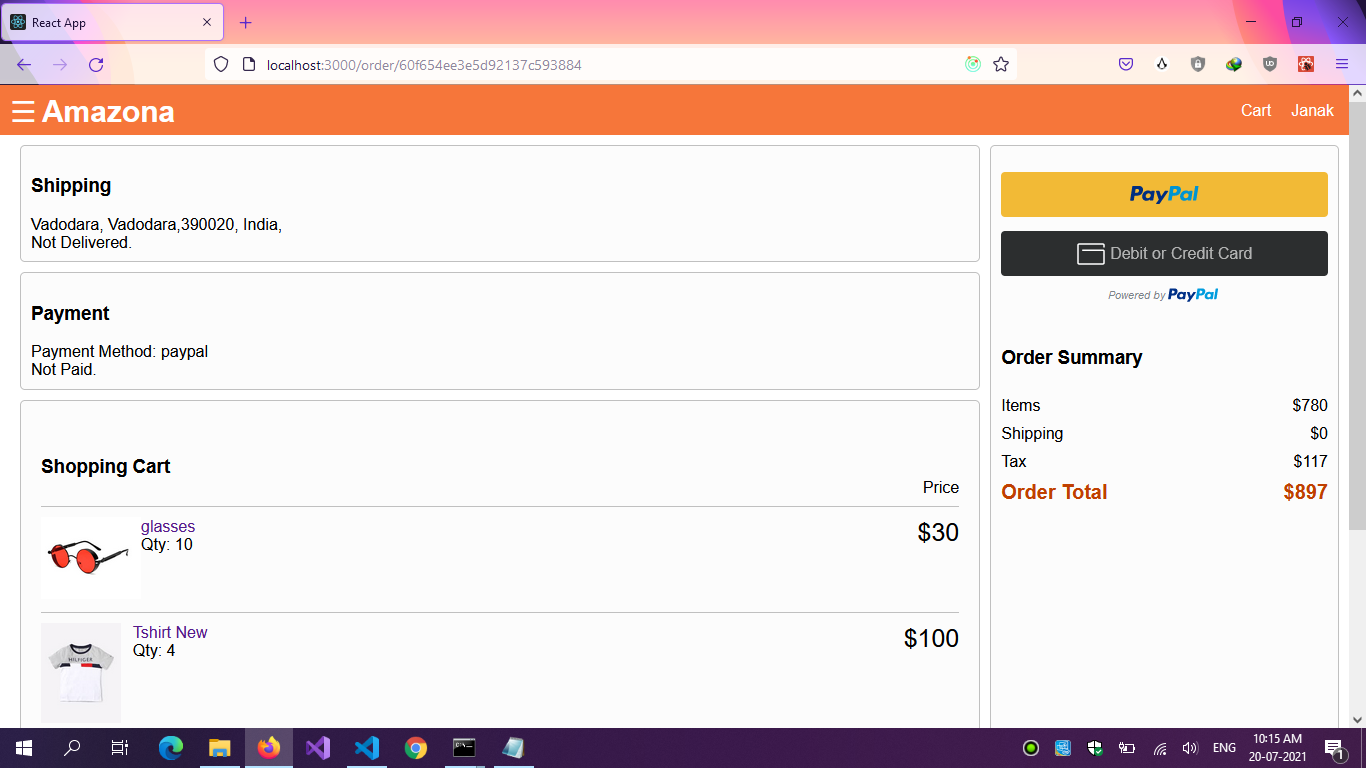 React App
localhost:3000/order/60f654ee3e5d92137c593884
Amazona
Cart
Janak
Shipping
Vadodara, Vadodara,390020, India,
Not Delivered.
Payment
Payment Method: paypal
Not Paid.
Shopping Cart
Price
glasses
Qty: 10
$30
Tshirt New
Qty: 4
$100
HILFIGER
PayPal
Debit or Credit Card
Powered by PayPal
Order Summary
Items $780
Shipping $0
Tax $117
Order Total $897
ENG
10:15 AM
20-07-2021
1